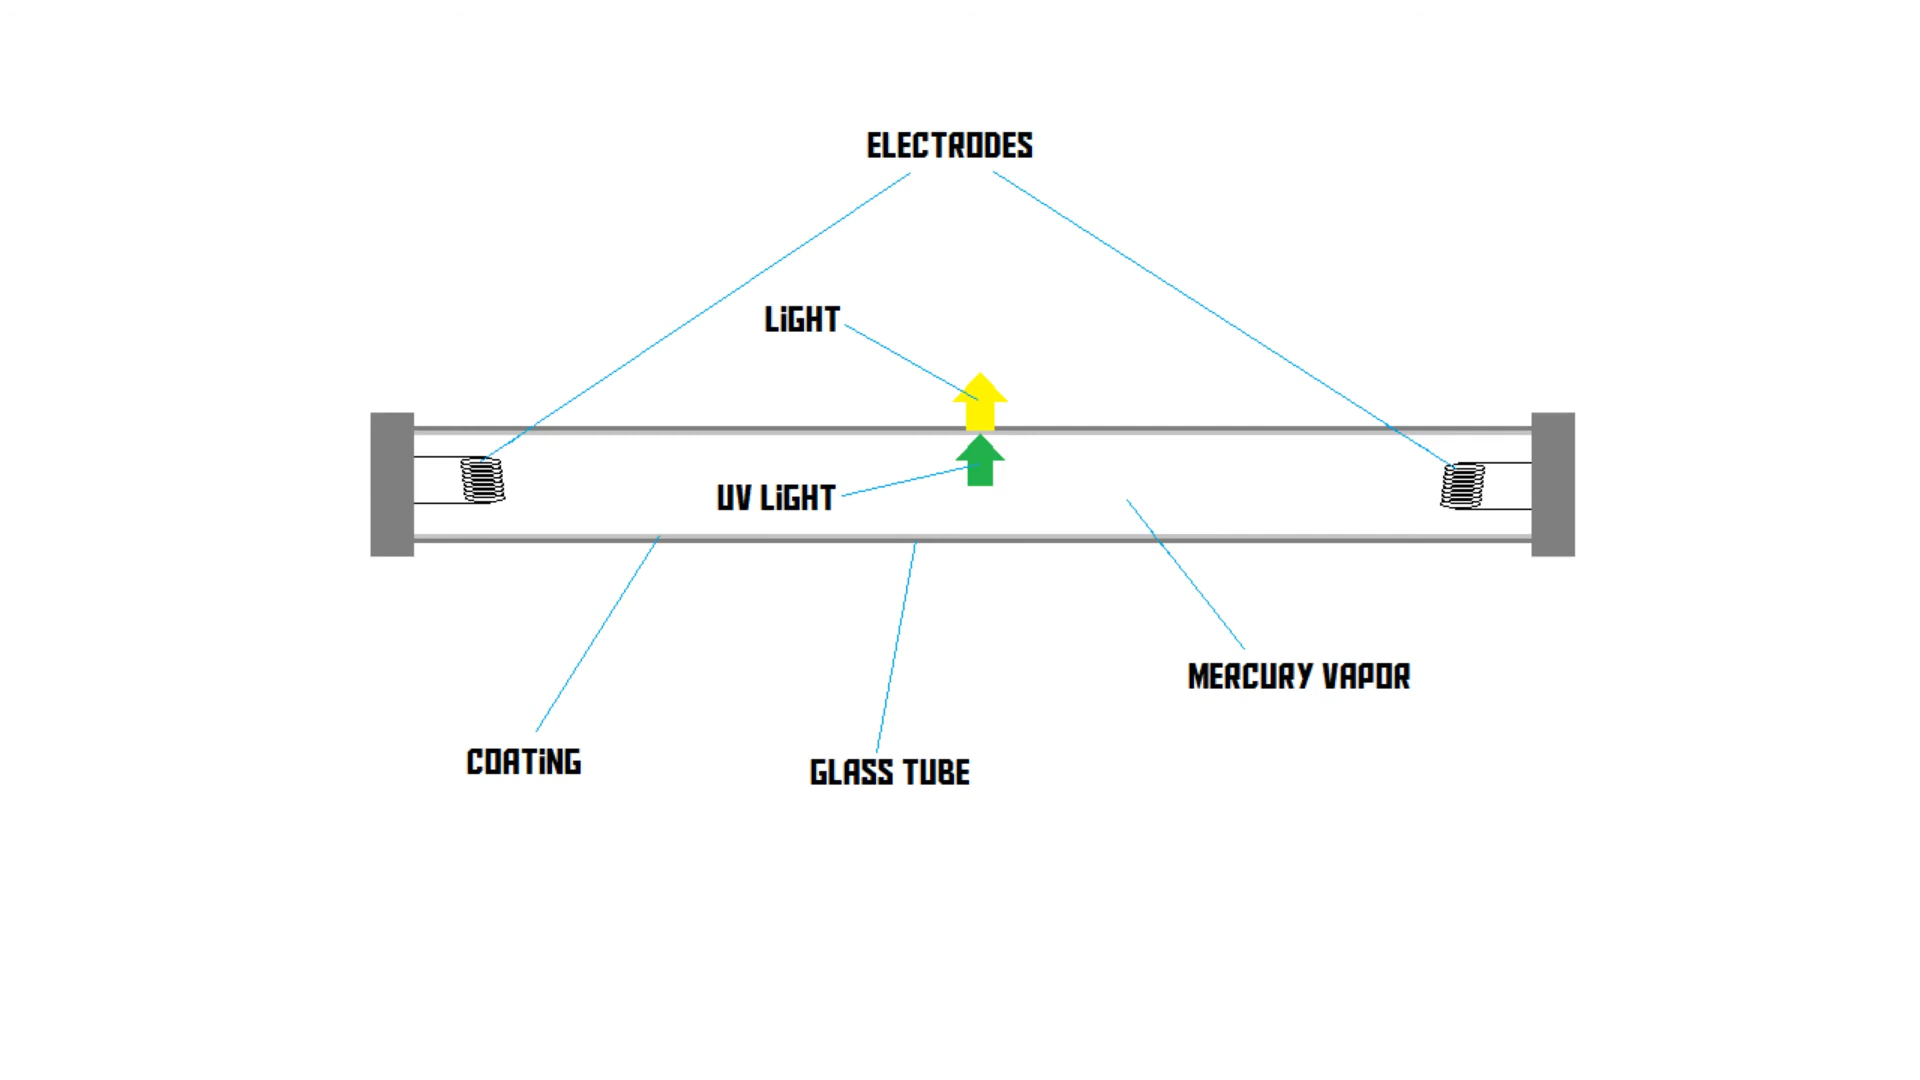 ELECTRODES
LiGHT
UV LiGHT
MERCURY VAPOR
COATiNG
GLASS TUBE